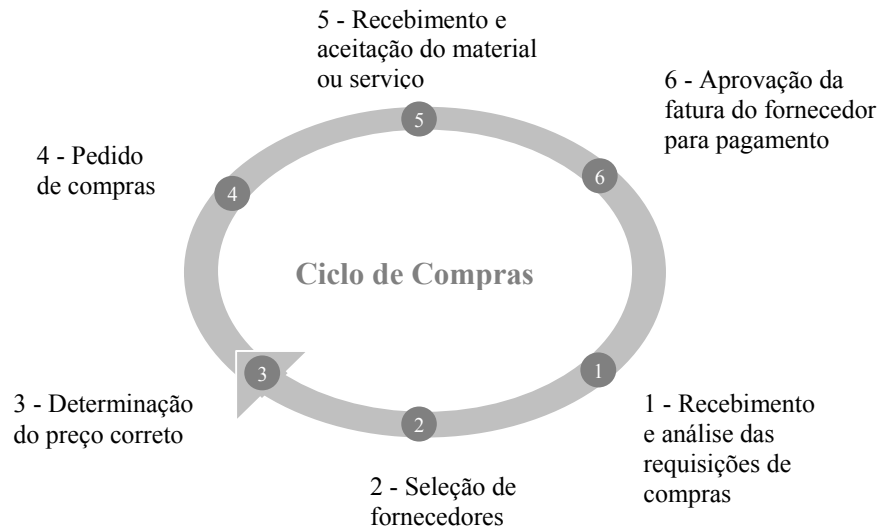 5 - Recebimento e
aceitação do material
ou serviço
6 - Aprovação da
fatura do fornecedor
para pagamento
4 - Pedido
de compras
5
6
4
Ciclo de Compras
3
1
2
3 - Determinação
do preço correto
1 - Recebimento
e análise das
requisições de
compras
2 - Seleção de
fornecedores